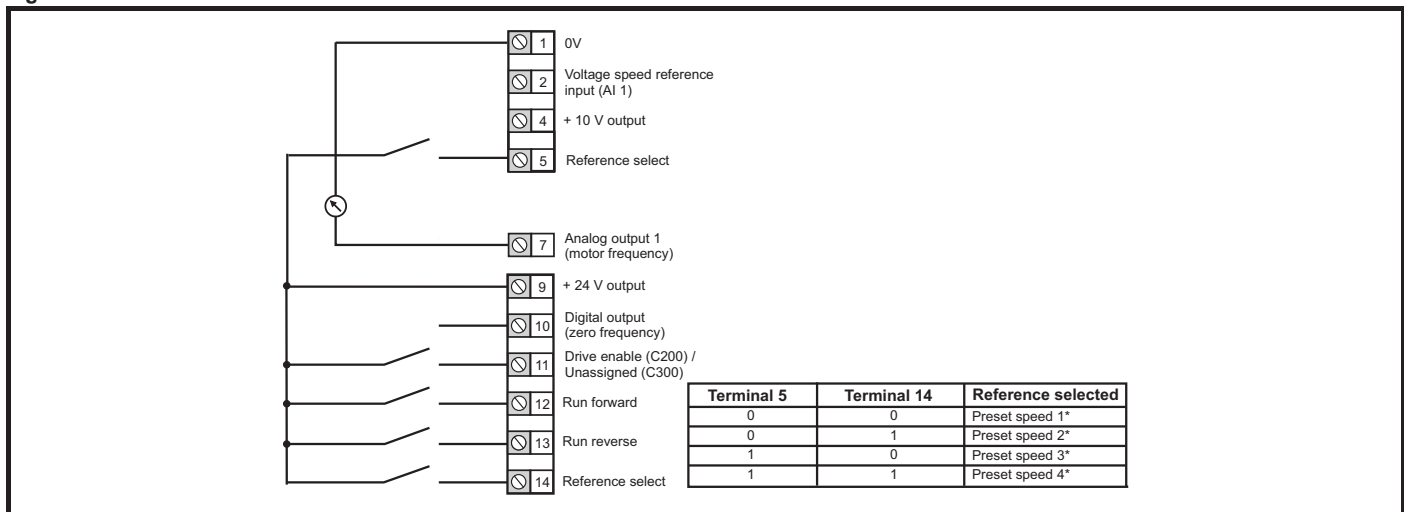 1 0V
2 Voltage speed reference
input (AI 1)
4 + 10 V output
5 Reference select
7 Analog output 1
(motor frequency)
9 + 24 V output
10 Digital output
(zero frequency)
11 Drive enable (C200) /
Unassigned (C300)
12 Run forward
13 Run reverse
14 Reference select
Terminal 5 Terminal 14 Reference selected
0 0 Preset speed 1*
0 1 Preset speed 2*
1 0 Preset speed 3*
1 1 Preset speed 4*